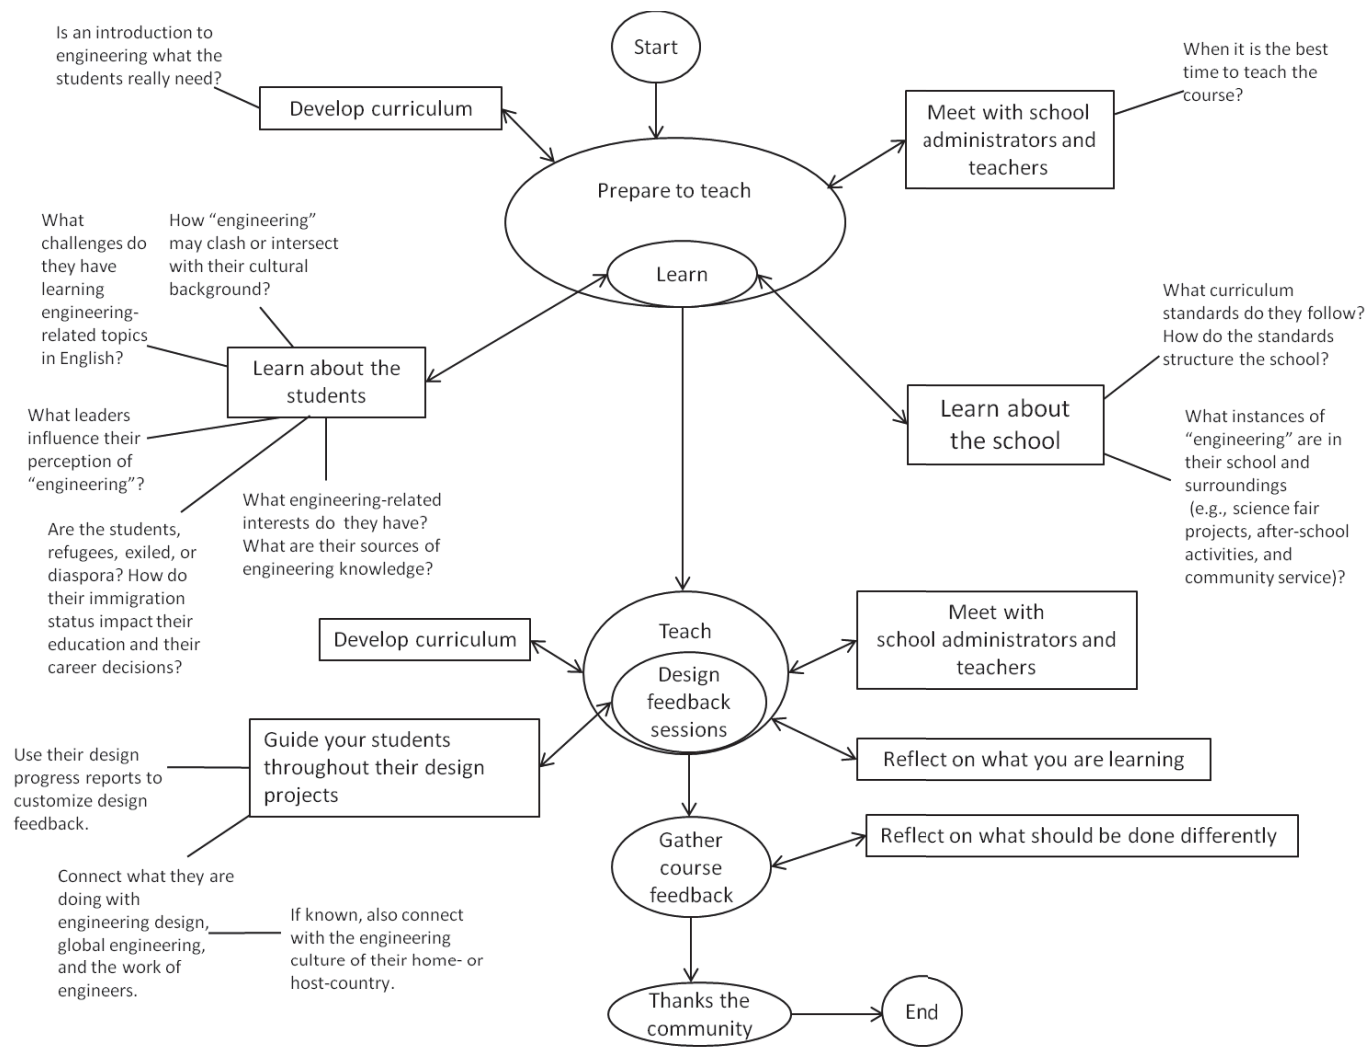 Start
Is an introduction to
engineering what the
students really need?
Develop curriculum
Meet with school
administrators and
teachers
When it is the best
time to teach the
course?
Prepare to teach
Learn
What
challenges do
they have
learning
engineering-
related topics
in English?
How “engineering”
may clash or intersect
with their cultural
background?
Learn about the
students
What leaders
influence their
perception of
“engineering”?
Are the students,
refugees, exiled, or
diaspora? How do
their immigration
status impact their
education and their
career decisions?
What engineering-related
interests do they have?
What are their sources of
engineering knowledge?
What curriculum
standards do they follow?
How do the standards
structure the school?
Learn about
the school
What instances of
“engineering” are in
their school and
surroundings
(e.g., science fair
projects, after-school
activities, and
community service)?
Teach
Design
feedback
sessions
Develop curriculum
Meet with
school administrators and
teachers
Guide your students
throughout their design
projects
Use their design
progress reports to
customize design
feedback.
Connect what they are
doing with
engineering design,
global engineering,
and the work of
engineers.
If known, also connect
with the engineering
culture of their home- or
host-country.
Reflect on what you are learning
Gather
course
feedback
Reflect on what should be done differently
Thanks the
community
End